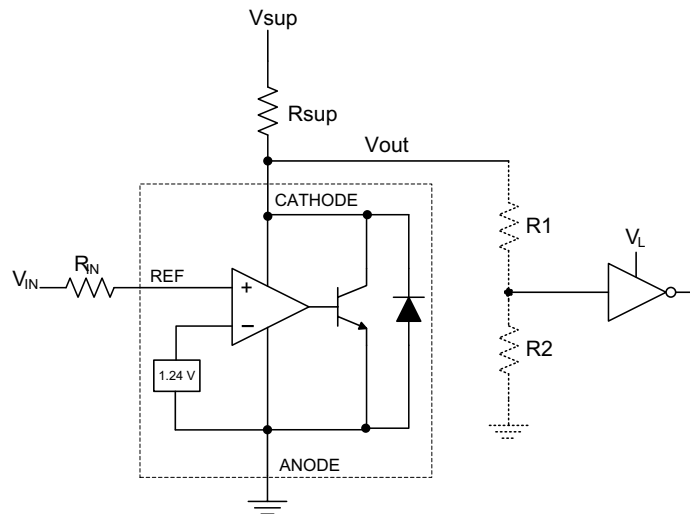 Vsup
Rsup
Vout
CATHODE
R1
RIN
VL
VIN
REF
+
−
R2
1.24 V
ANODE